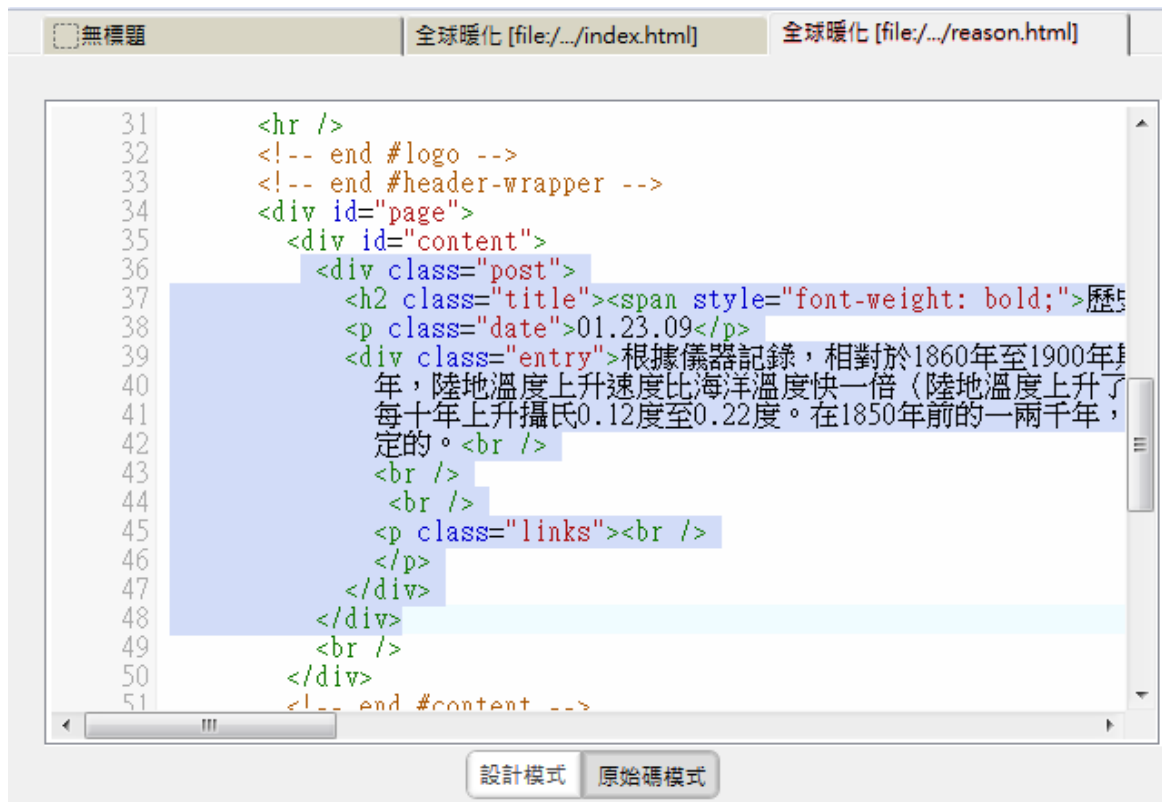 無標題 全球暖化 [file:/.../index.html] 全球暖化 [file:/.../reason.html]
31 <hr />
32 <!-- end #logo -->
33 <!-- end #header-wrapper -->
34 <div id="page">
35 <div id="content">
36 <div class="post">
37 <h2 class="title"><span style="font-weight: bold;">歷
38 <p class="date">01.23.09</p>
39 <div class="entry">根據儀器記錄，相對於1860年至1900年
40 年，陸地溫度上升速度比海洋溫度快一倍（陸地溫度上升了
41 每十年上升攝氏0.12度至0.22度。在1850年前的一兩千年，
42 定的。<br />
43 <br />
44 <br />
45 <p class="links"><br />
46 </p>
47 </div>
48 </div>
49 <br />
50 </div>
51 <!-- end #content -->
設計模式 原始碼模式